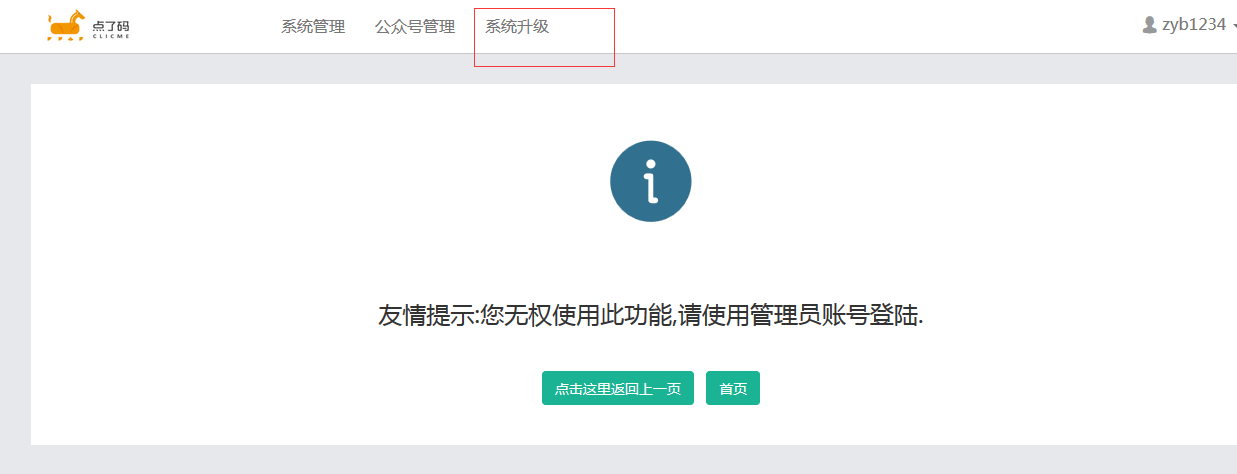 点了码
CLICME
系统管理 公众号管理 系统升级
zyb1234
友情提示:您无权使用此功能,请使用管理员账号登陆.
点击这里返回上一页 首页